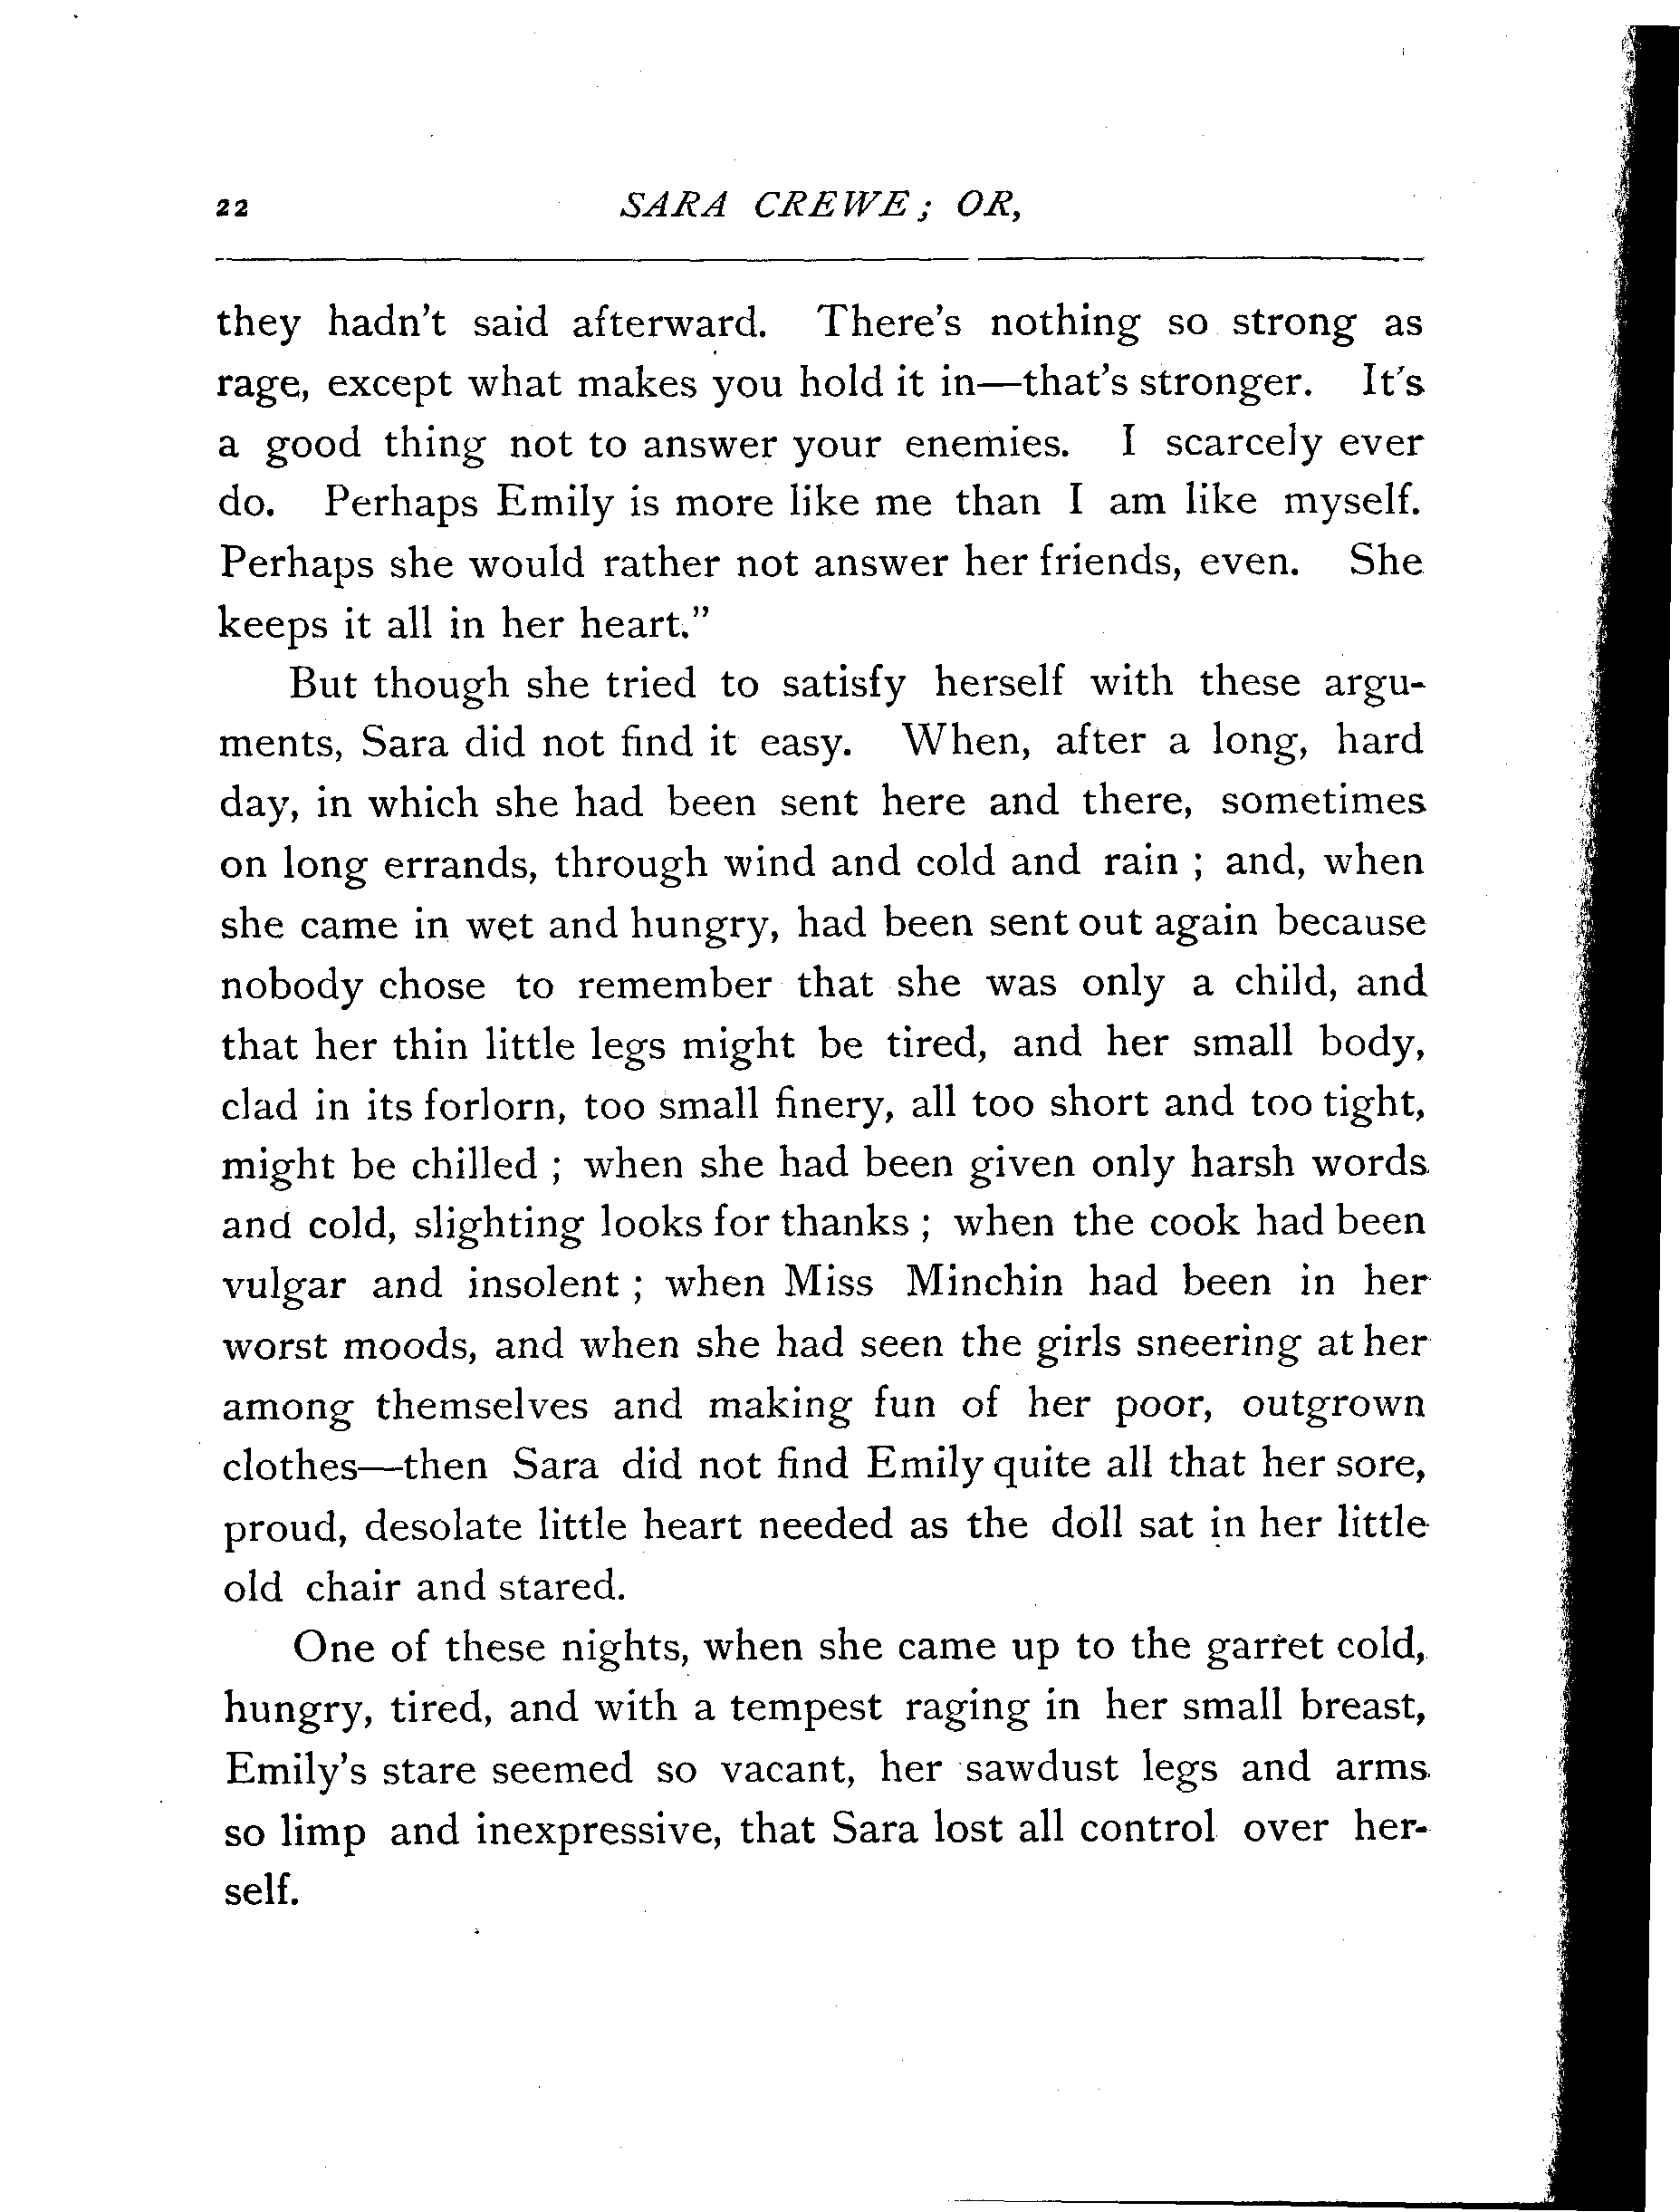 22 SARA CREWE; OR,
they hadn't said afterward. There's nothing so strong as
rage, except what makes you hold it in—that's stronger. It's
a good thing not to answer your enemies. I scarcely ever
do. Perhaps Emily is more like me than I am like myself.
Perhaps she would rather not answer her friends, even. She
keeps it all in her heart."
But though she tried to satisfy herself with these argu-
ments, Sara did not find it easy. When, after a long, hard
day, in which she had been sent here and there, sometimes
on long errands, through wind and cold and rain ; and, when
she came in wet and hungry, had been sent out again because
nobody chose to remember that she was only a child, and
that her thin little legs might be tired, and her small body,
clad in its forlorn, too small finery, all too short and too tight,
might be chilled ; when she had been given only harsh words
and cold, slighting looks for thanks ; when the cook had been
vulgar and insolent ; when Miss Minchin had been in her
worst moods, and when she had seen the girls sneering at her
among themselves and making fun of her poor, outgrown
clothes—then Sara did not find Emily quite all that her sore,
proud, desolate little heart needed as the doll sat in her little
old chair and stared.
One of these nights, when she came up to the garret cold,
hungry, tired, and with a tempest raging in her small breast,
Emily's stare seemed so vacant, her sawdust legs and arms
so limp and inexpressive, that Sara lost all control over her-
self.